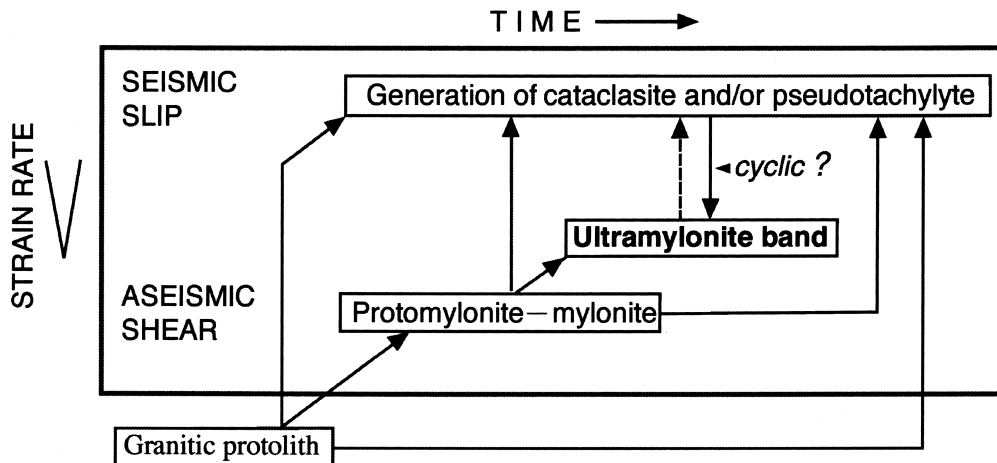 TIME
SEISMIC
SLIP
Generation of cataclasite and/or pseudotachylyte
cyclic ?
STRAIN RATE
Ultramylonite band
ASEISMIC
SHEAR
Protomylonite—mylonite
Granitic protolith